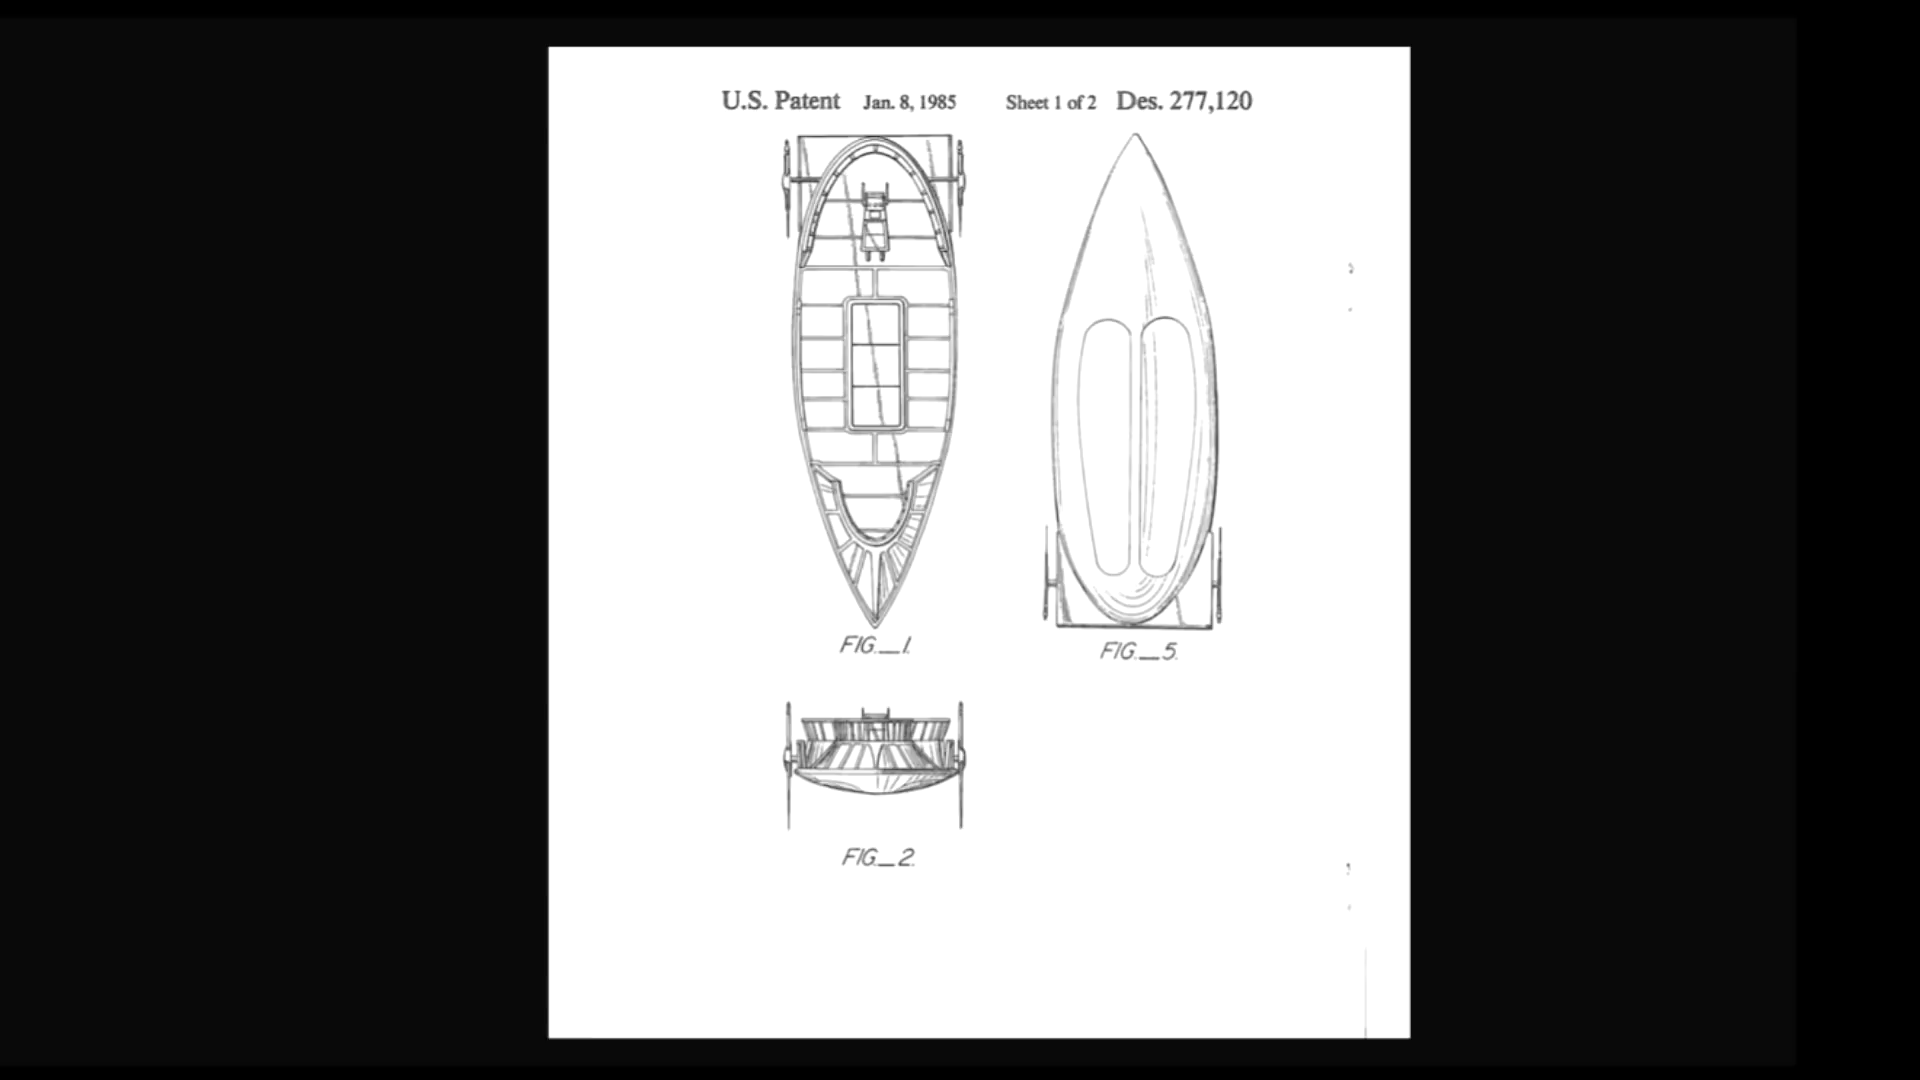 U.S. Patent Jan. 8, 1985 Sheet 1 of 2 Des. 277,120
FIG._1.
FIG._5.
FIG._2.